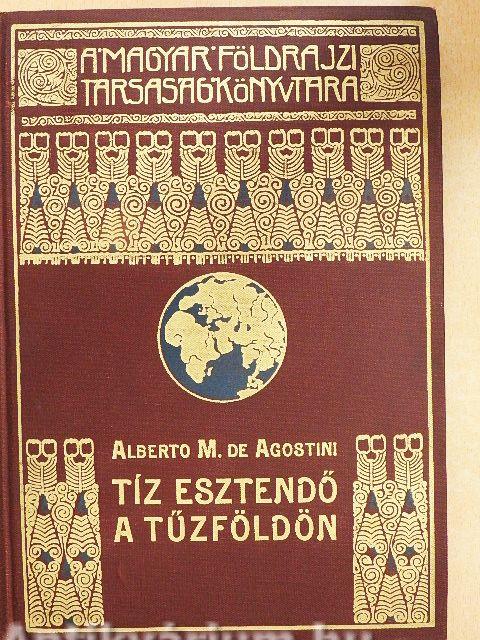 A MAGYAR FÖLDRAJZI
TÁRSASÁG KÖNYVTÁRA
ALBERTO M. DE AGOSTINI
TÍZ ESZTENDŐ
A TŰZFÖLDÖN